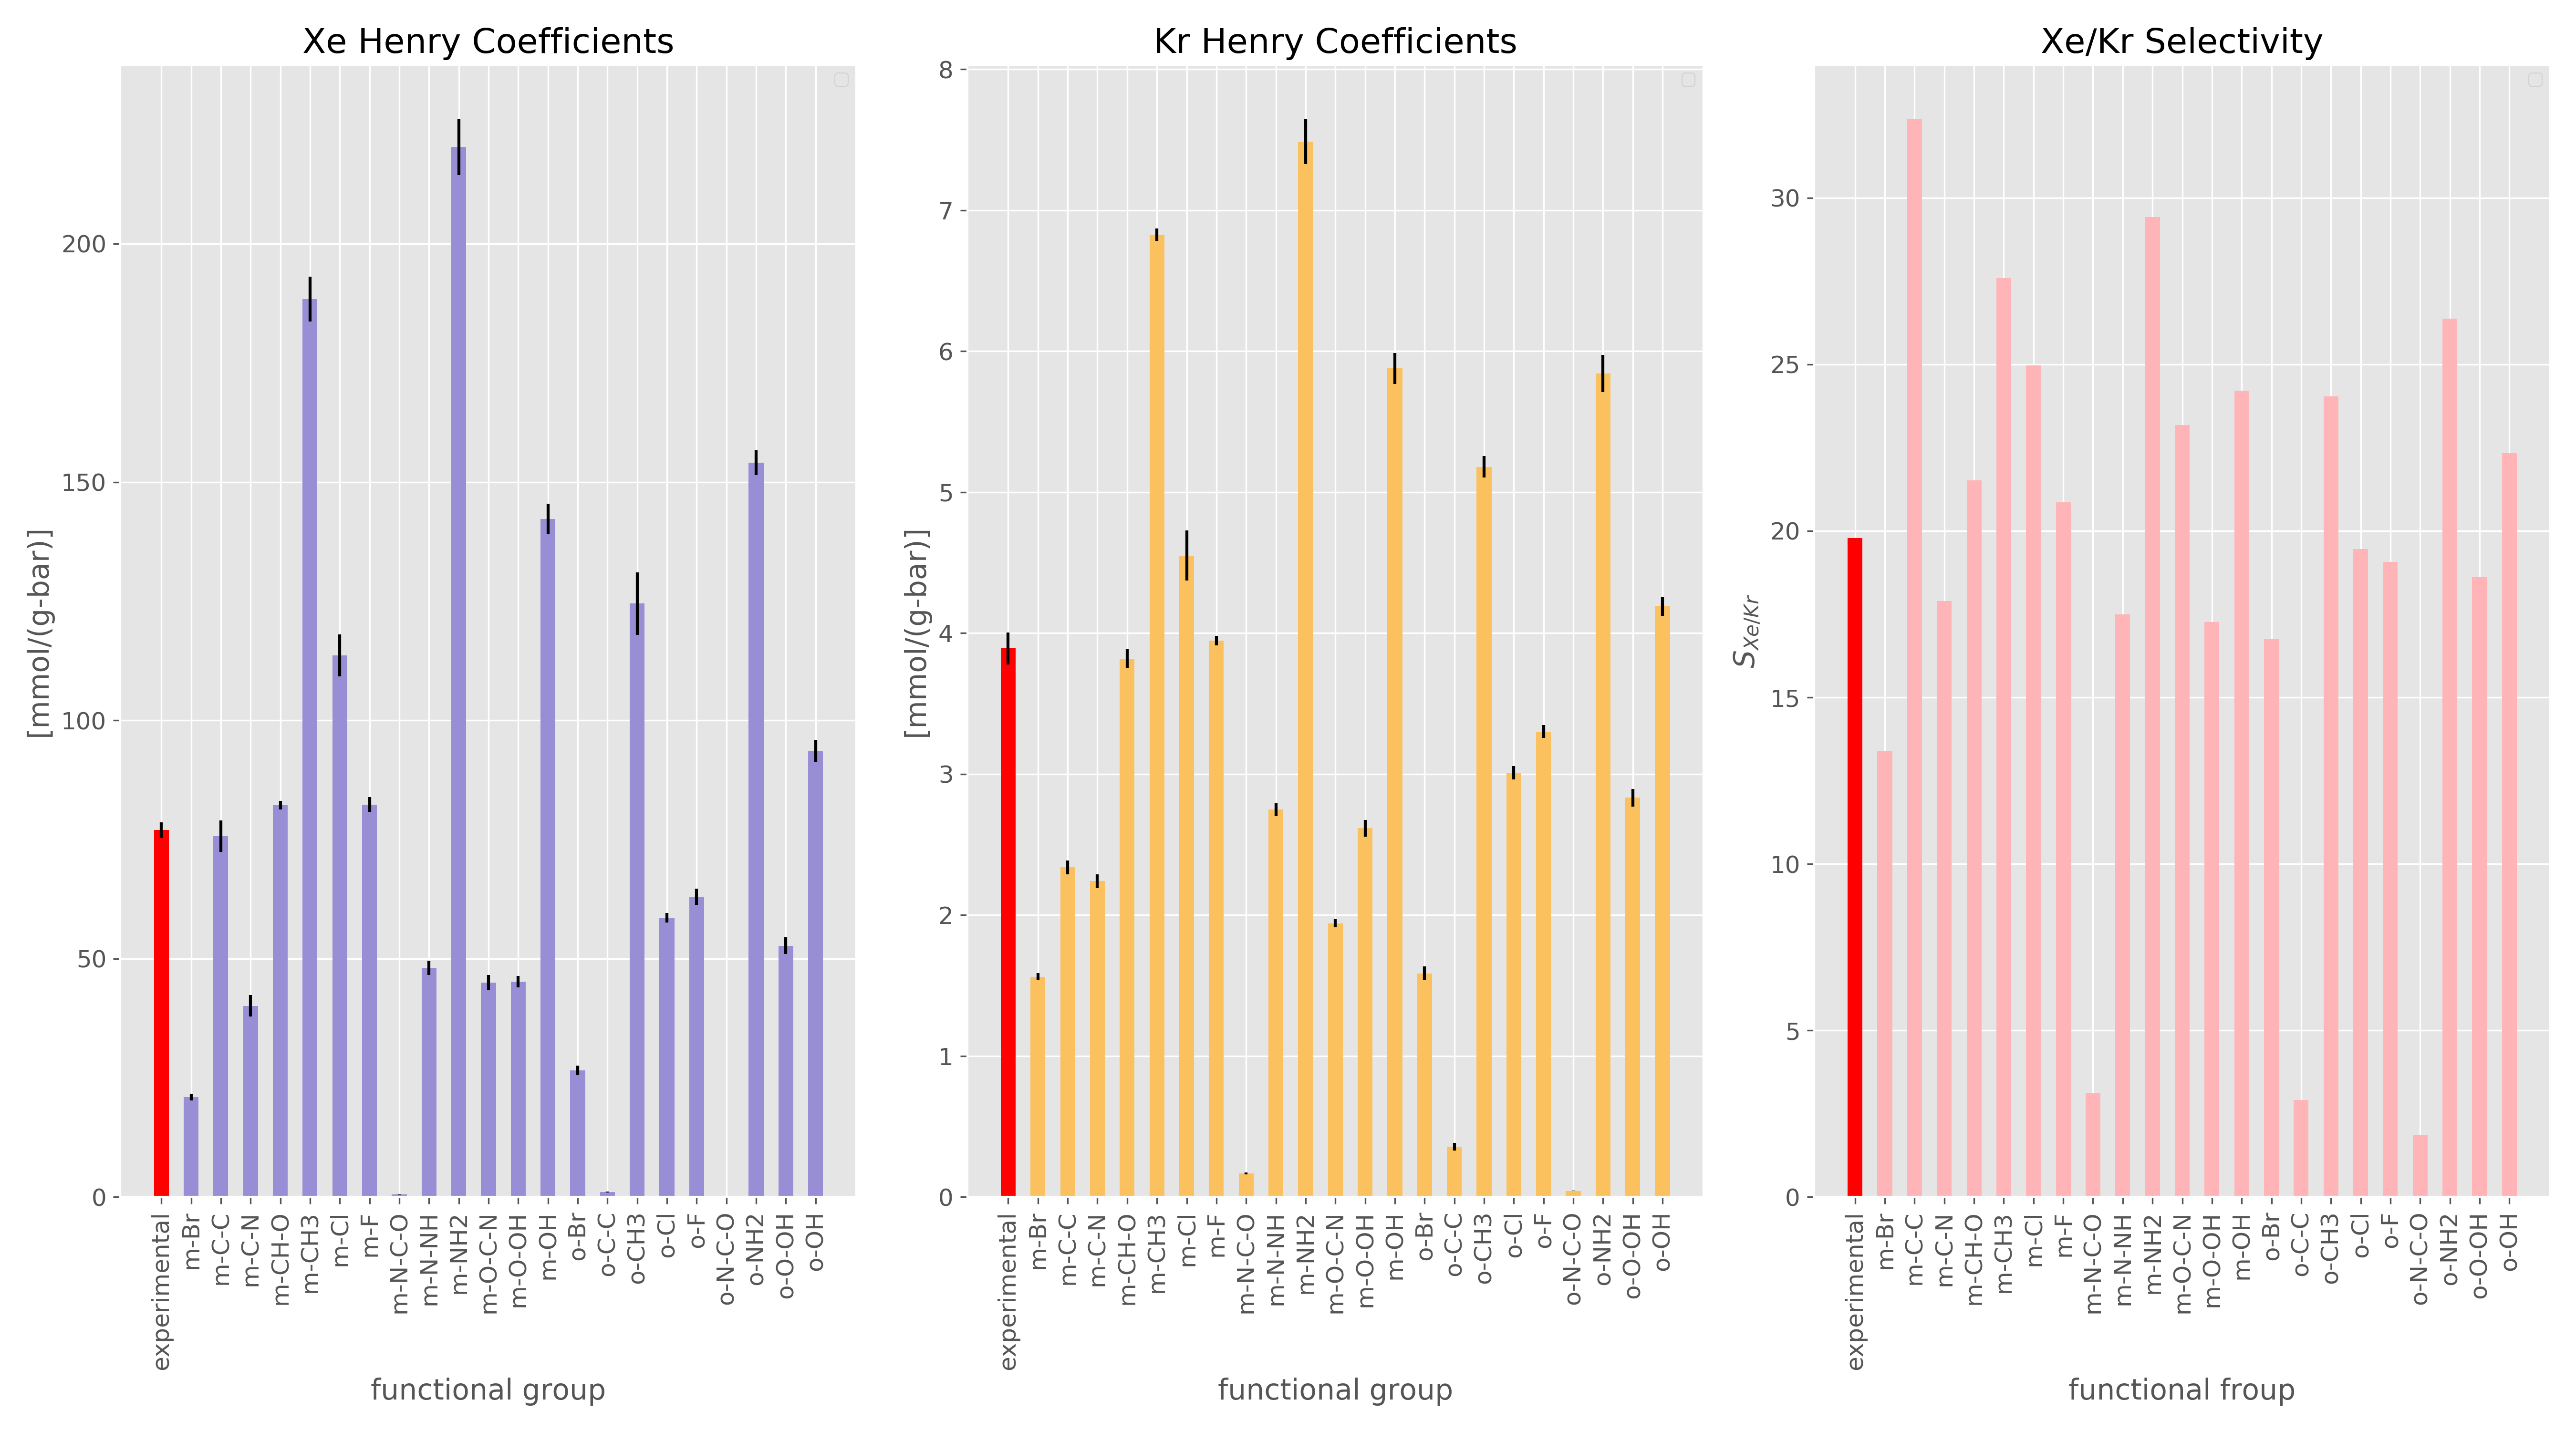 Xe Henry Coefficients
[mmol/(g-bar)]
200
150
100
50
0
experimental
m-Br
m-C-C
m-C-N
m-CH-O
m-CH3
m-Cl
m-F
m-N-C-O
m-N-NH
m-NH2
m-O-C-N
m-O-OH
m-OH
o-Br
o-C-C
o-CH3
o-Cl
o-F
o-N-C-O
o-NH2
o-O-OH
o-OH
functional group
Kr Henry Coefficients
[mmol/(g-bar)]
8
7
6
5
4
3
2
1
0
experimental
m-Br
m-C-C
m-C-N
m-CH-O
m-CH3
m-Cl
m-F
m-N-C-O
m-N-NH
m-NH2
m-O-C-N
m-O-OH
m-OH
o-Br
o-C-C
o-CH3
o-Cl
o-F
o-N-C-O
o-NH2
o-O-OH
o-OH
functional group
Xe/Kr Selectivity
S_{Xe/Kr}
30
25
20
15
10
5
0
experimental
m-Br
m-C-C
m-C-N
m-CH-O
m-CH3
m-Cl
m-F
m-N-C-O
m-N-NH
m-NH2
m-O-C-N
m-O-OH
m-OH
o-Br
o-C-C
o-CH3
o-Cl
o-F
o-N-C-O
o-NH2
o-O-OH
o-OH
functional froup